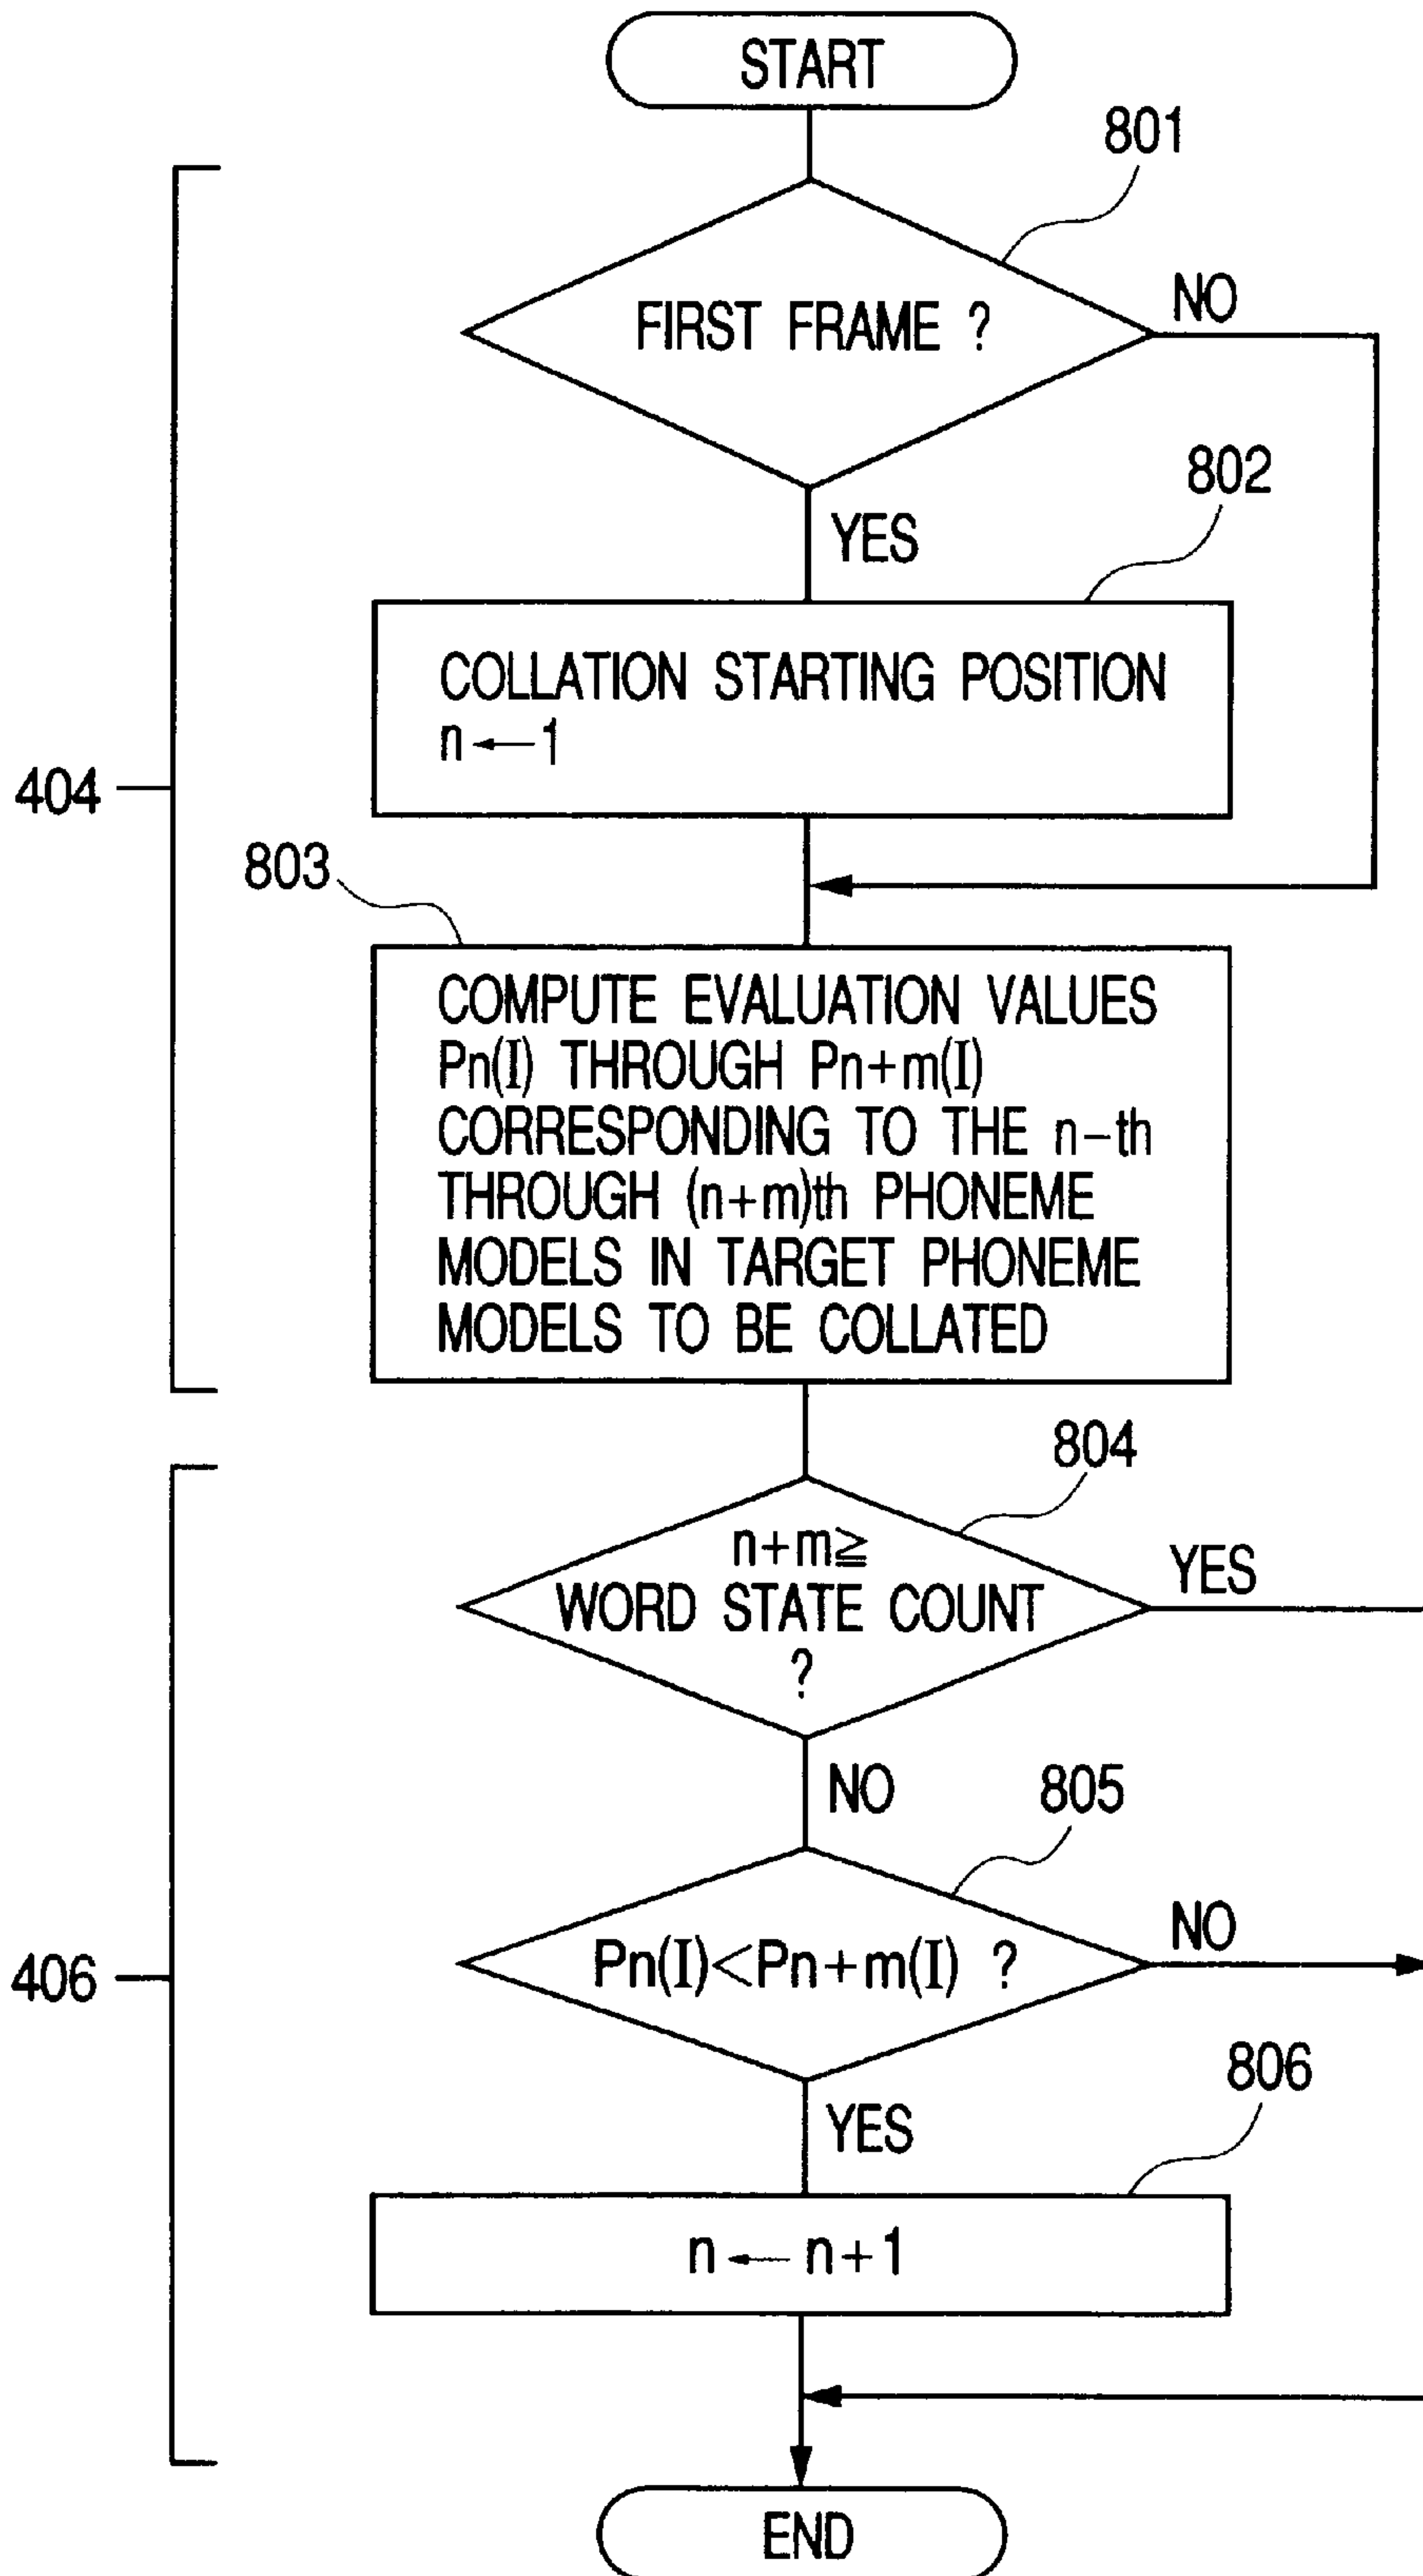 START
801
FIRST FRAME ?
NO
802
YES
COLLATION STARTING POSITION
n←1
404
803
COMPUTE EVALUATION VALUES
Pn(I) THROUGH Pn+m(I)
CORRESPONDING TO THE n-th
THROUGH (n+m)th PHONEME
MODELS IN TARGET PHONEME
MODELS TO BE COLLATED
804
n+m≧
WORD STATE COUNT
?
YES
NO
805
Pn(I)<Pn+m(I) ?
NO
406
806
YES
n← n+1
END